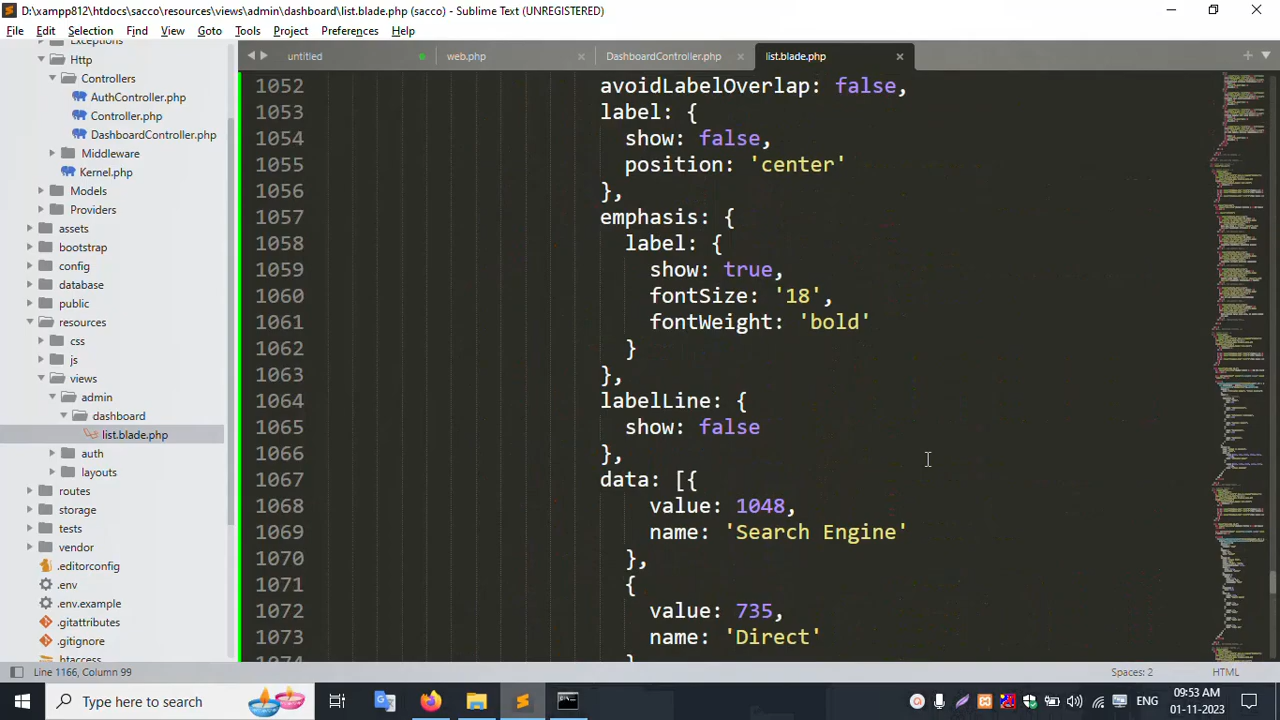 D:\xampp812\htdocs\sacco\resources\views\admin\dashboard\list.blade.php (sacco) - Sublime Text (UNREGISTERED)
File Edit Selection Find View Goto Tools Project Preferences Help
untitled web.php DashboardController.php list.blade.php
Exceptions
Http
Controllers
AuthController.php
Controller.php
DashboardController.php
Middleware
Kernel.php
Models
Providers
assets
bootstrap
config
database
public
resources
css
js
views
admin
dashboard
list.blade.php
auth
layouts
routes
storage
tests
vendor
.editorconfig
.env
.env.example
.gitattributes
.gitignore
.htaccess
1052 avoidLabelOverlap: false,
1053 label: {
1054 show: false,
1055 position: 'center'
1056 },
1057 emphasis: {
1058 label: {
1059 show: true,
1060 fontSize: '18',
1061 fontWeight: 'bold'
1062 }
1063 },
1064 labelLine: {
1065 show: false
1066 },
1067 data: [{
1068 value: 1048,
1069 name: 'Search Engine'
1070 },
1071 {
1072 value: 735,
1073 name: 'Direct'
1074 }
Line 1166, Column 99 Spaces: 2 HTML
Type here to search ENG 09:53 AM
01-11-2023